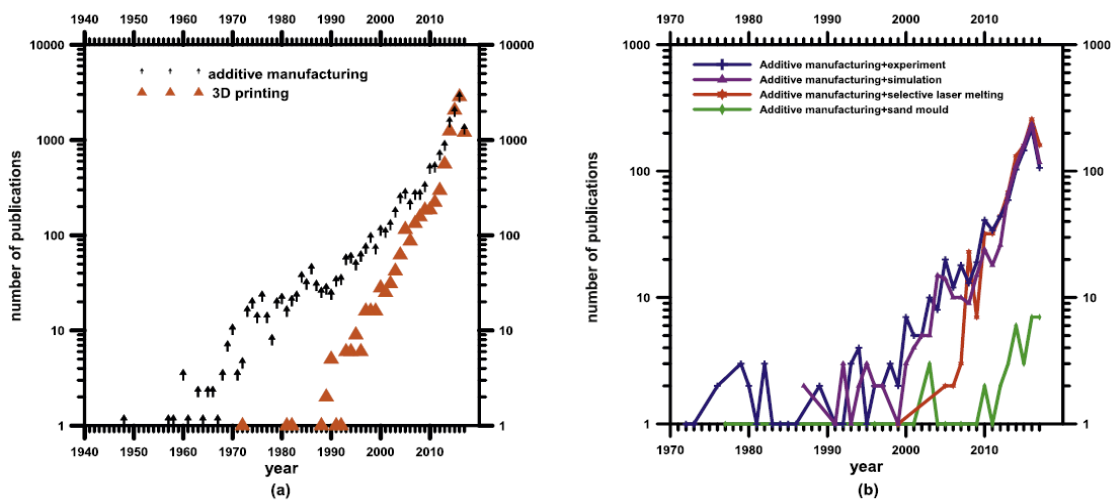 1940 1950 1960 1970 1980 1990 2000 2010
10000
1000
100
10
1
number of publications
additive manufacturing
3D printing
10000
1000
100
10
1
1940 1950 1960 1970 1980 1990 2000 2010
year
(a)
1970 1980 1990 2000 2010
1000
100
10
1
number of publications
Additive manufacturing+experiment
Additive manufacturing+simulation
Additive manufacturing+selective laser melting
Additive manufacturing+sand mould
1000
100
10
1
1970 1980 1990 2000 2010
year
(b)